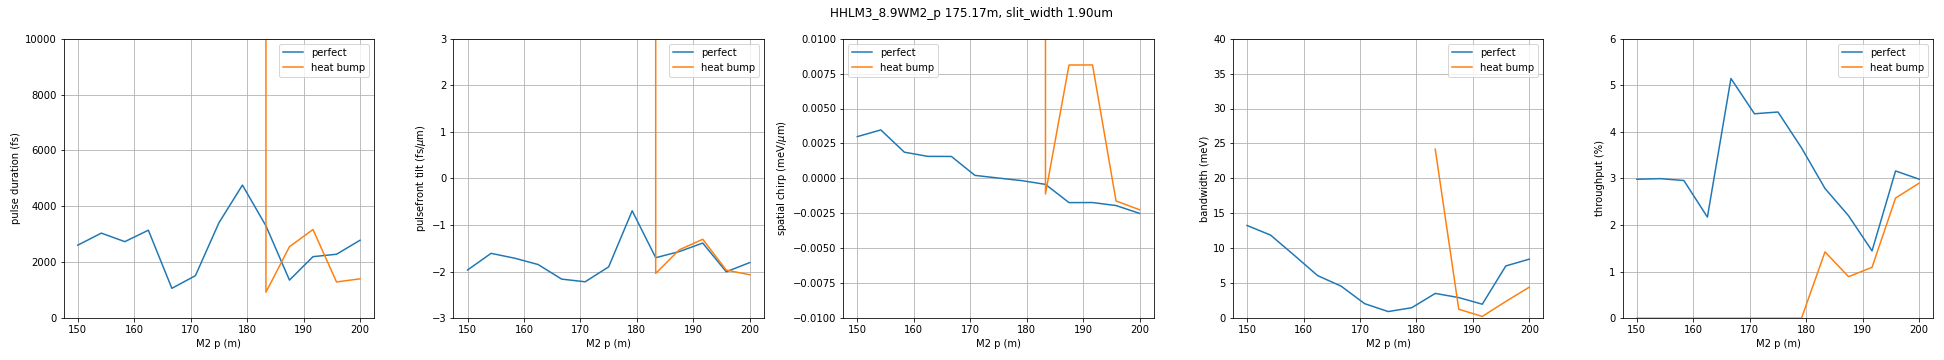 HHLM3_8.9WM2_p 175.17m, slit_width 1.90um
pulse duration (fs)
10000
8000
6000
4000
2000
0
150 160 170 180 190 200
M2 p (m)
perfect
heat bump
pulsefront tilt (fs/μm)
3
2
1
0
−1
−2
−3
150 160 170 180 190 200
M2 p (m)
perfect
heat bump
spatial chirp (meV/μm)
0.0100
0.0075
0.0050
0.0025
0.0000
−0.0025
−0.0050
−0.0075
−0.0100
150 160 170 180 190 200
M2 p (m)
perfect
heat bump
bandwidth (meV)
40
35
30
25
20
15
10
5
0
150 160 170 180 190 200
M2 p (m)
perfect
heat bump
throughput (%)
6
5
4
3
2
1
0
150 160 170 180 190 200
M2 p (m)
perfect
heat bump